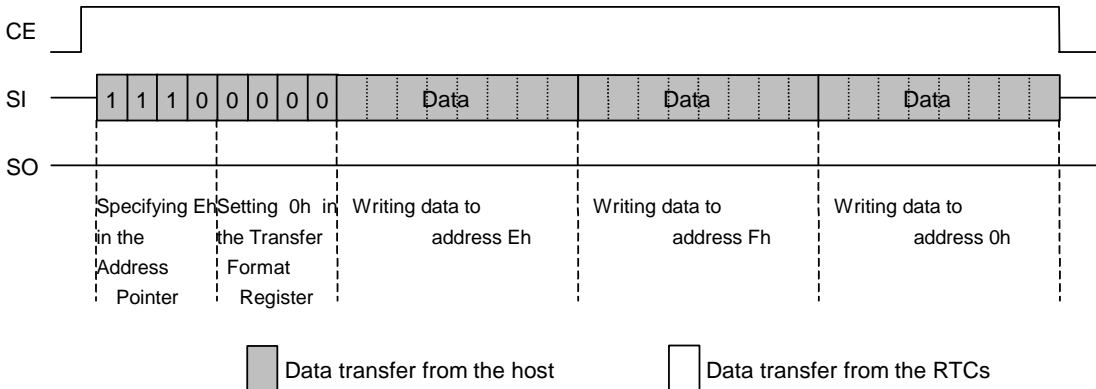 CE
SI 1 1 1 0 0 0 0 0 Data Data Data
SO
Specifying Eh Setting 0h in Writing data to Writing data to Writing data to
in the the Transfer address Eh address Fh address 0h
Address Format
Pointer Register
Data transfer from the host Data transfer from the RTCs